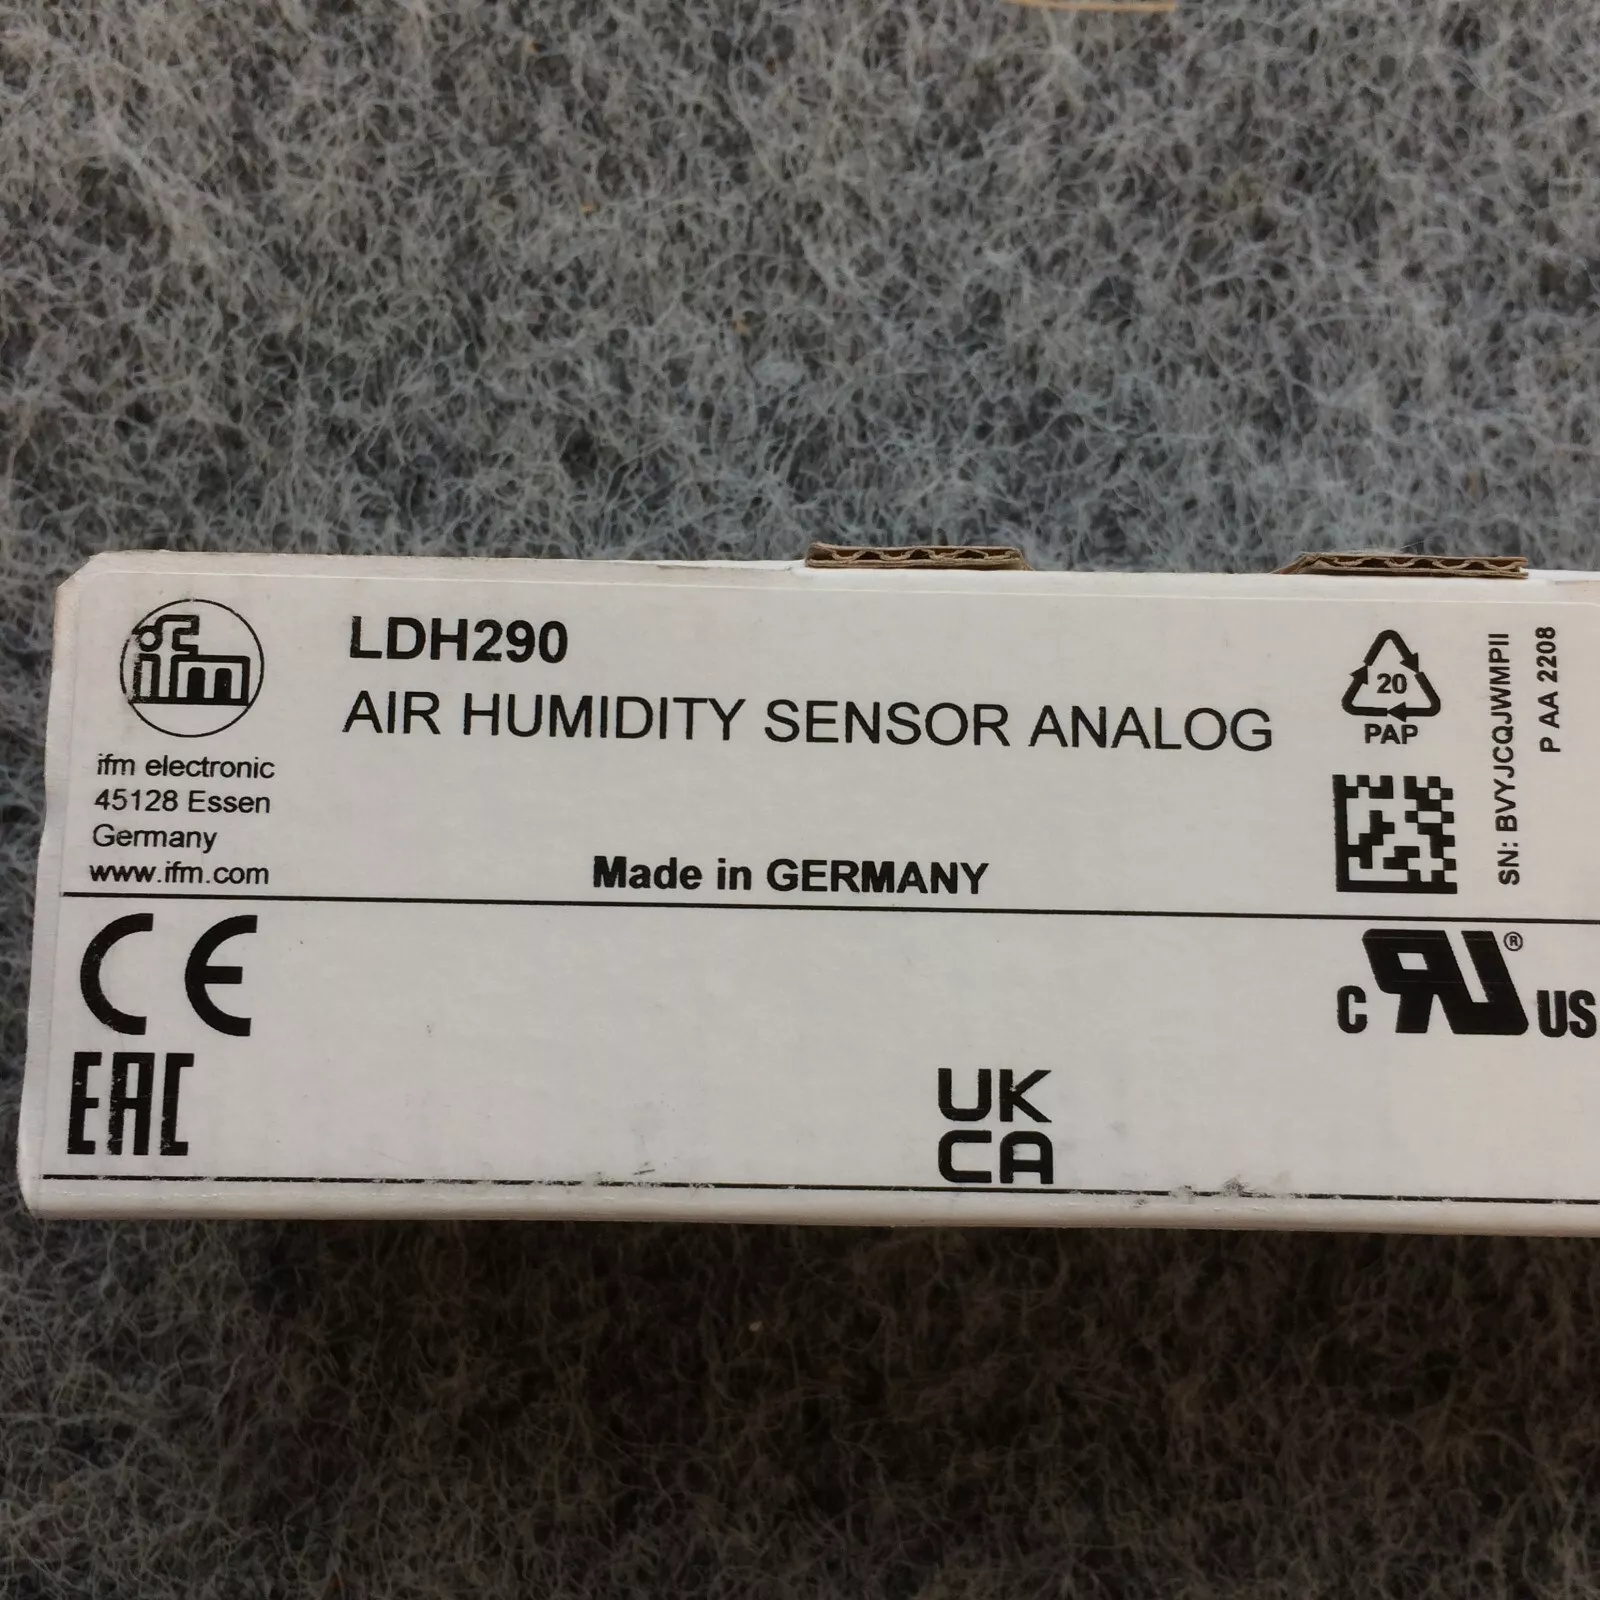 ifm
ifm electronic
45128 Essen
Germany
www.ifm.com
LDH290
AIR HUMIDITY SENSOR ANALOG
Made in GERMANY
20
PAP
SN: BVYJCQJWMPII
P AA 2208
CE
EAC
UK
CA
c RU ® US